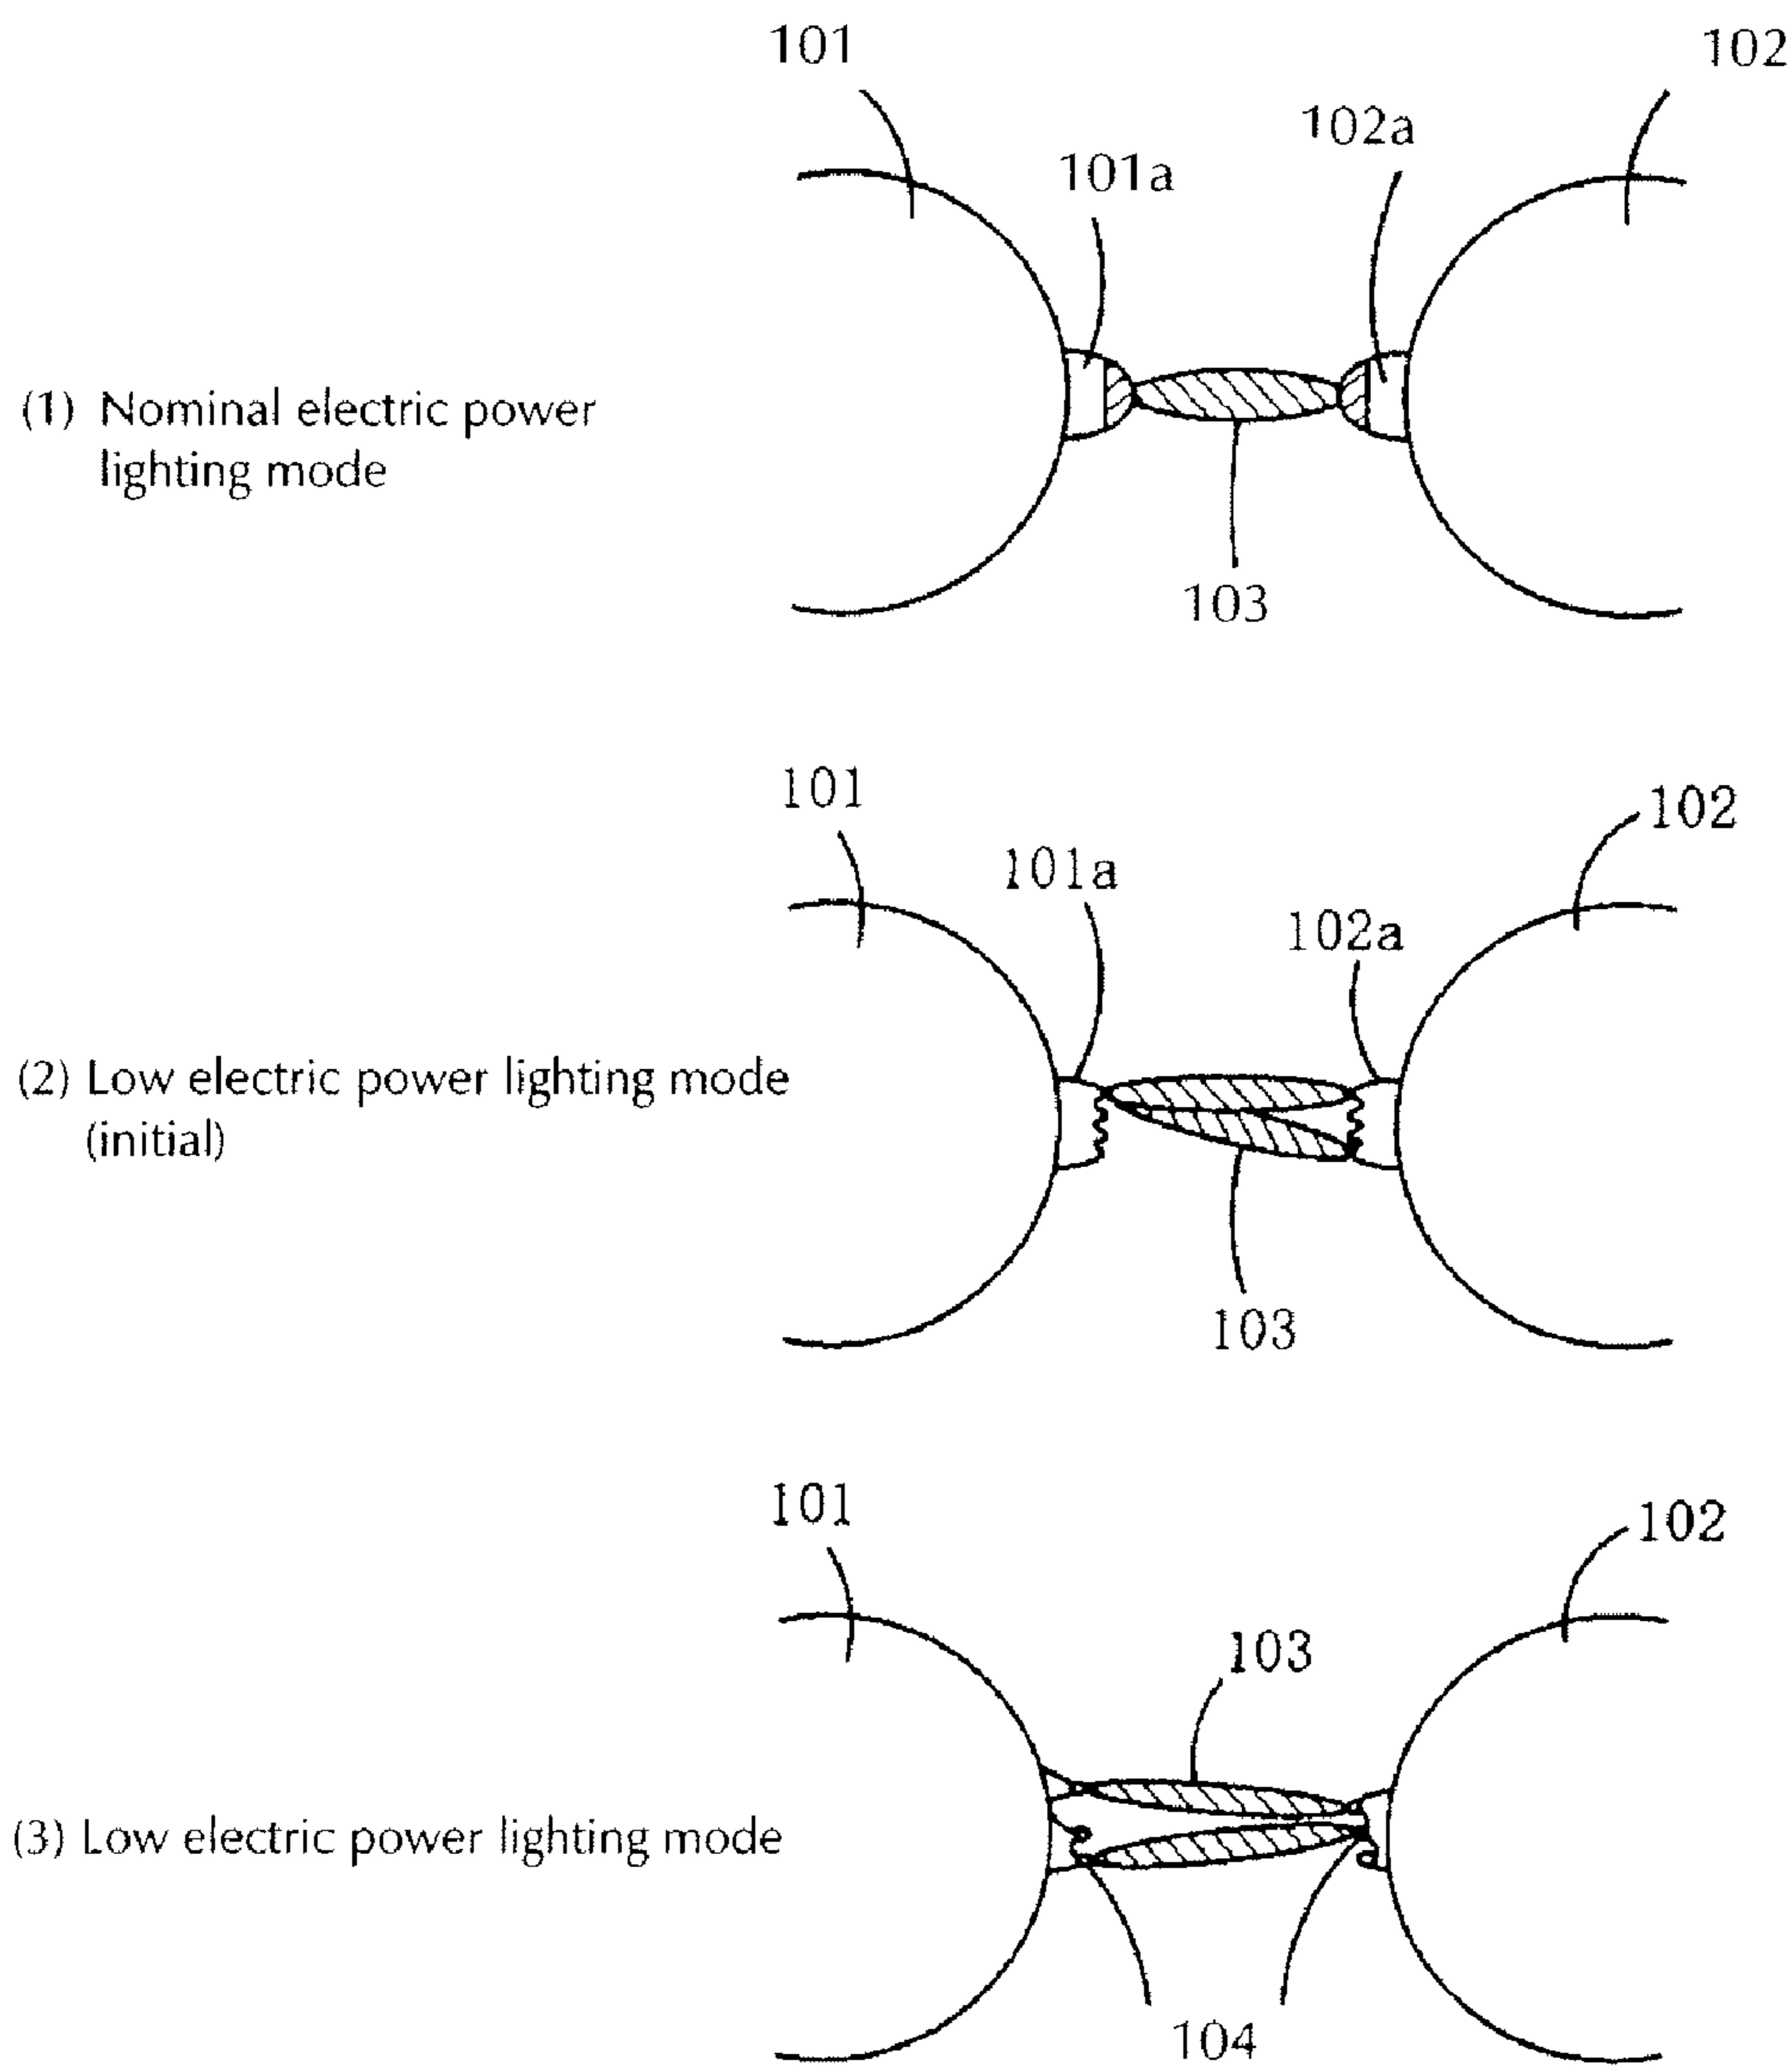 101
102
102a
101a
(1) Nominal electric power
lighting mode
103
101
102
101a
102a
(2) Low electric power lighting mode
(initial)
103
101
102
103
(3) Low electric power lighting mode
104